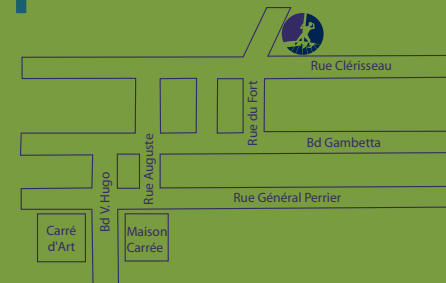 Rue Clérisseau
Rue du Fort
Bd Gambetta
Rue Auguste
Bd V. Hugo
Rue Général Perrier
Carré
d'Art
Maison
Carrée